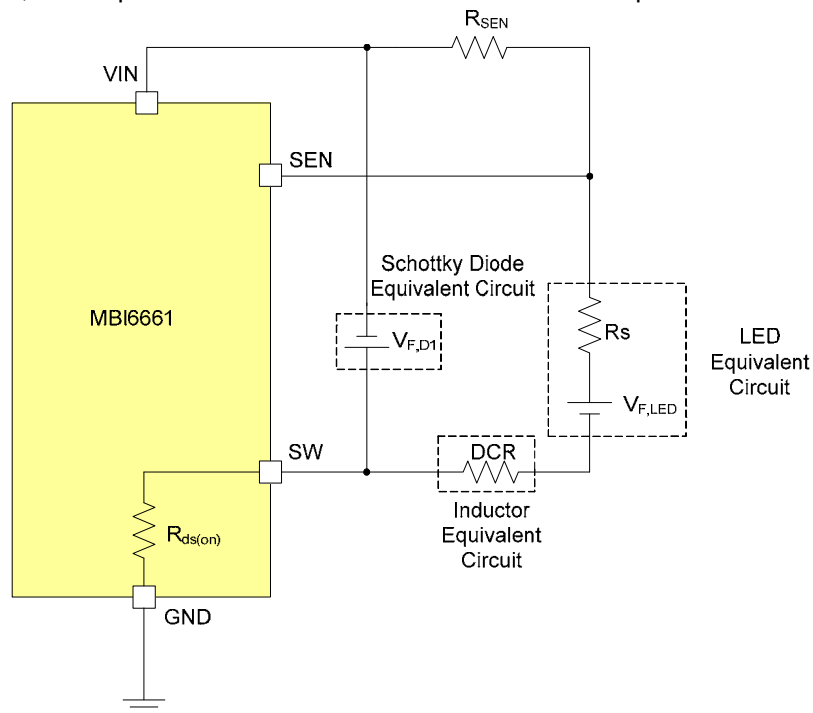 RSEN
VIN
SEN
Schottky Diode
Equivalent Circuit
MBI6661
VF,D1
Rs
LED
Equivalent
Circuit
VF,LED
SW
DCR
Inductor
Equivalent
Circuit
Rds(on)
GND